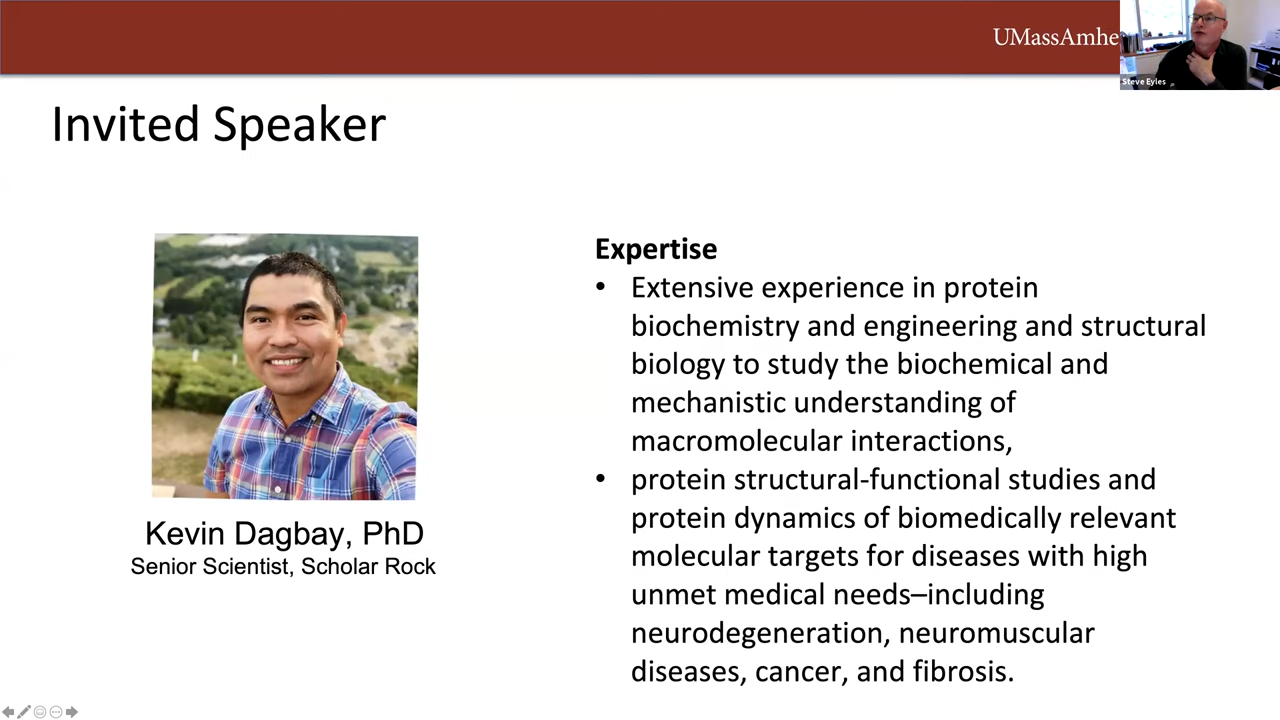 UMassAmhe
Steve Eyles
Invited Speaker
Kevin Dagbay, PhD
Senior Scientist, Scholar Rock
Expertise
• Extensive experience in protein
biochemistry and engineering and structural
biology to study the biochemical and
mechanistic understanding of
macromolecular interactions,
• protein structural-functional studies and
protein dynamics of biomedically relevant
molecular targets for diseases with high
unmet medical needs–including
neurodegeneration, neuromuscular
diseases, cancer, and fibrosis.